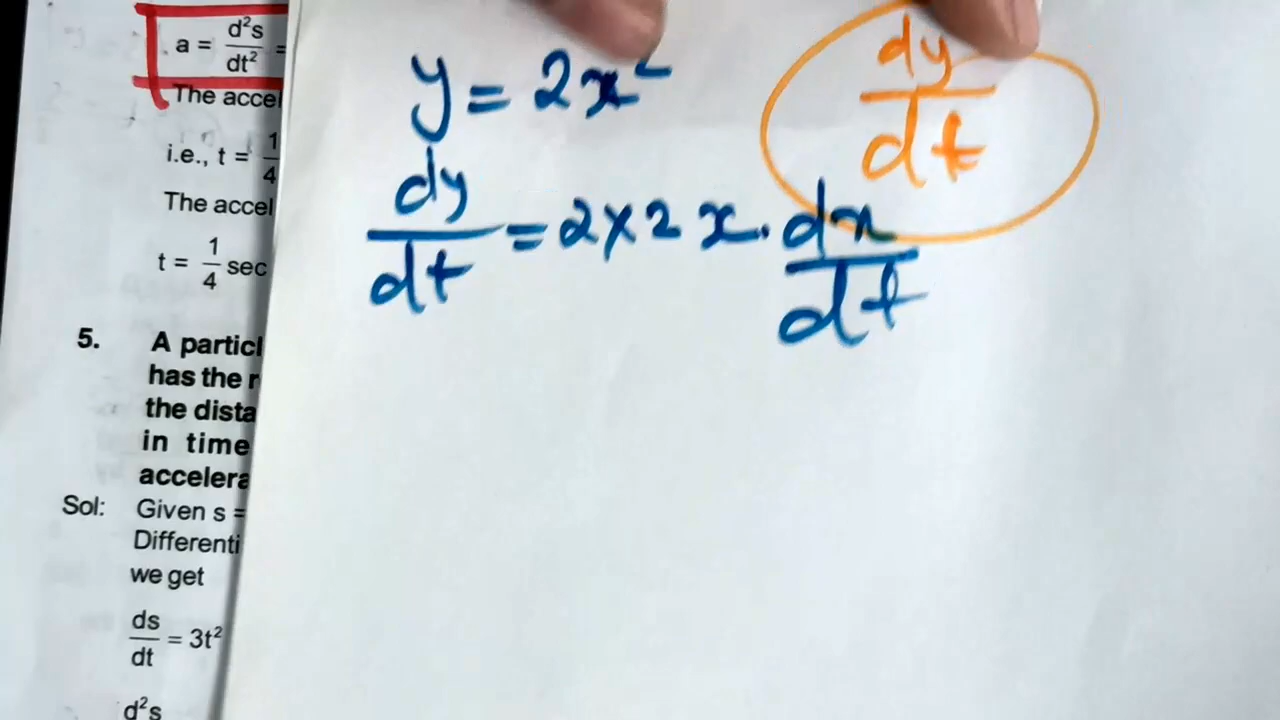 a = d²s/dt² =
The accel
i.e., t = 1/4
The accel
t = 1/4 sec
5. A particl
has the r
the dista
in time
accelera
Sol: Given s =
Differenti
we get
ds/dt = 3t²
d²s
y = 2x²
dy/dt
dy/dt = 2×2x.dx/dt